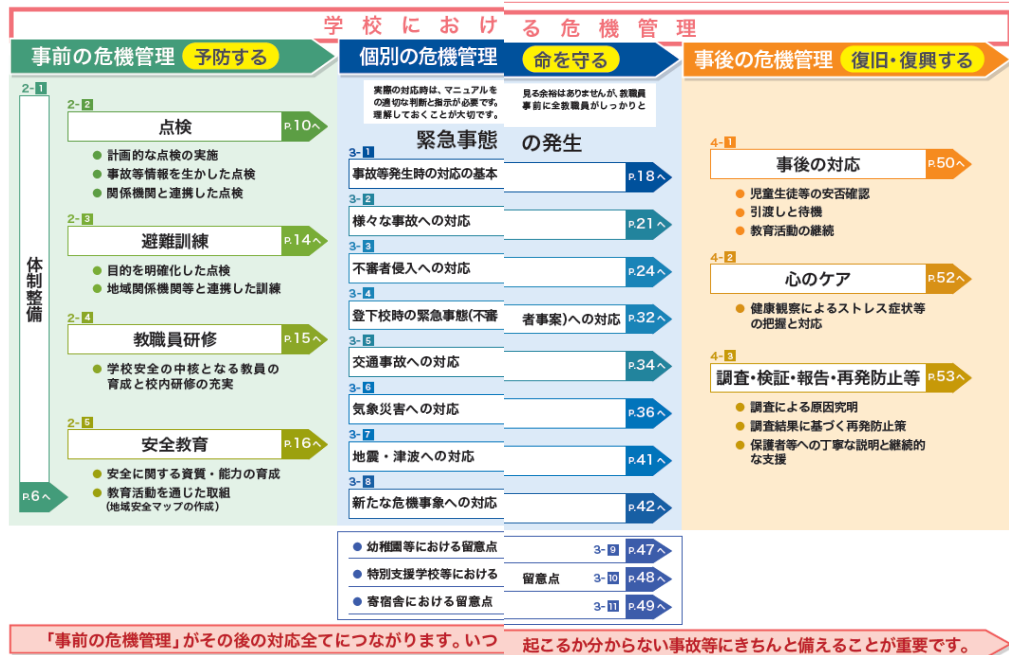 学校における危機管理
事前の危機管理 予防する
個別の危機管理 命を守る
事後の危機管理 復旧・復興する
2-1
体制整備
P.6へ
2-2
点検 P.10へ
● 計画的な点検の実施
● 事故等情報を生かした点検
● 関係機関と連携した点検
2-3
避難訓練 P.14へ
● 目的を明確化した点検
● 地域関係機関等と連携した訓練
2-4
教職員研修 P.15へ
● 学校安全の中核となる教員の
育成と校内研修の充実
2-5
安全教育 P.16へ
● 安全に関する資質・能力の育成
● 教育活動を通じた取組
(地域安全マップの作成)
実際の対応時は、マニュアルを見る余裕はありませんが、教職員
の適切な判断と指示が必要です。事前に全教職員がしっかりと
理解しておくことが大切です。
緊急事態の発生
3-1
事故等発生時の対応の基本 P.18へ
3-2
様々な事故への対応 P.21へ
3-3
不審者侵入への対応 P.24へ
3-4
登下校時の緊急事態(不審者事案)への対応 P.32へ
3-5
交通事故への対応 P.34へ
3-6
気象災害への対応 P.36へ
3-7
地震・津波への対応 P.41へ
3-8
新たな危機事象への対応 P.42へ
● 幼稚園等における留意点 3-9 P.47へ
● 特別支援学校等における留意点 3-10 P.48へ
● 寄宿舎における留意点 3-11 P.49へ
4-1
事後の対応 P.50へ
● 児童生徒等の安否確認
● 引渡しと待機
● 教育活動の継続
4-2
心のケア P.52へ
● 健康観察によるストレス症状等
の把握と対応
4-3
調査・検証・報告・再発防止等 P.53へ
● 調査による原因究明
● 調査結果に基づく再発防止策
● 保護者等への丁寧な説明と継続的
な支援
「事前の危機管理」がその後の対応全てにつながります。いつ起こるか分からない事故等にきちんと備えることが重要です。